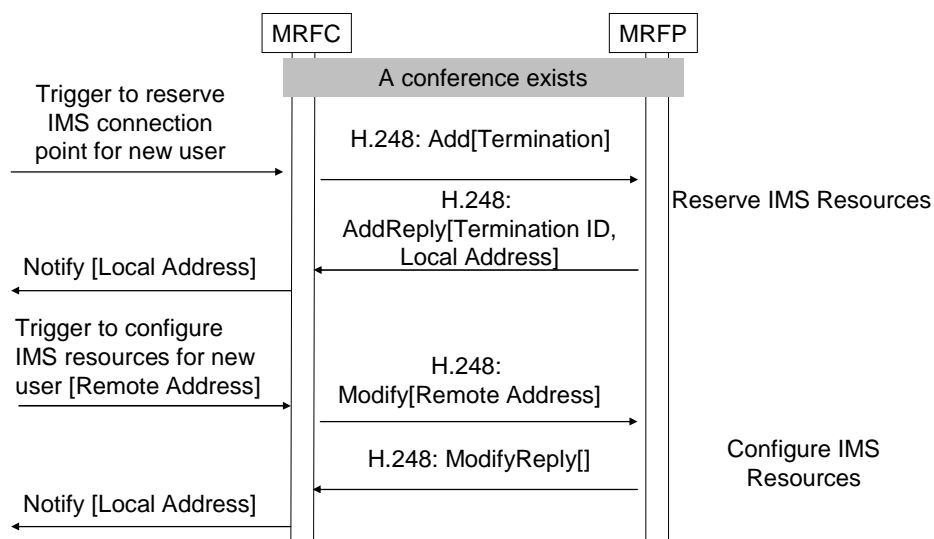 MRFC
MRFP
A conference exists
Trigger to reserve
IMS connection
point for new user
H.248: Add[Termination]
H.248:
AddReply[Termination ID,
Local Address]
Reserve IMS Resources
Notify [Local Address]
Trigger to configure
IMS resources for new
user [Remote Address]
H.248:
Modify[Remote Address]
H.248: ModifyReply[]
Configure IMS
Resources
Notify [Local Address]